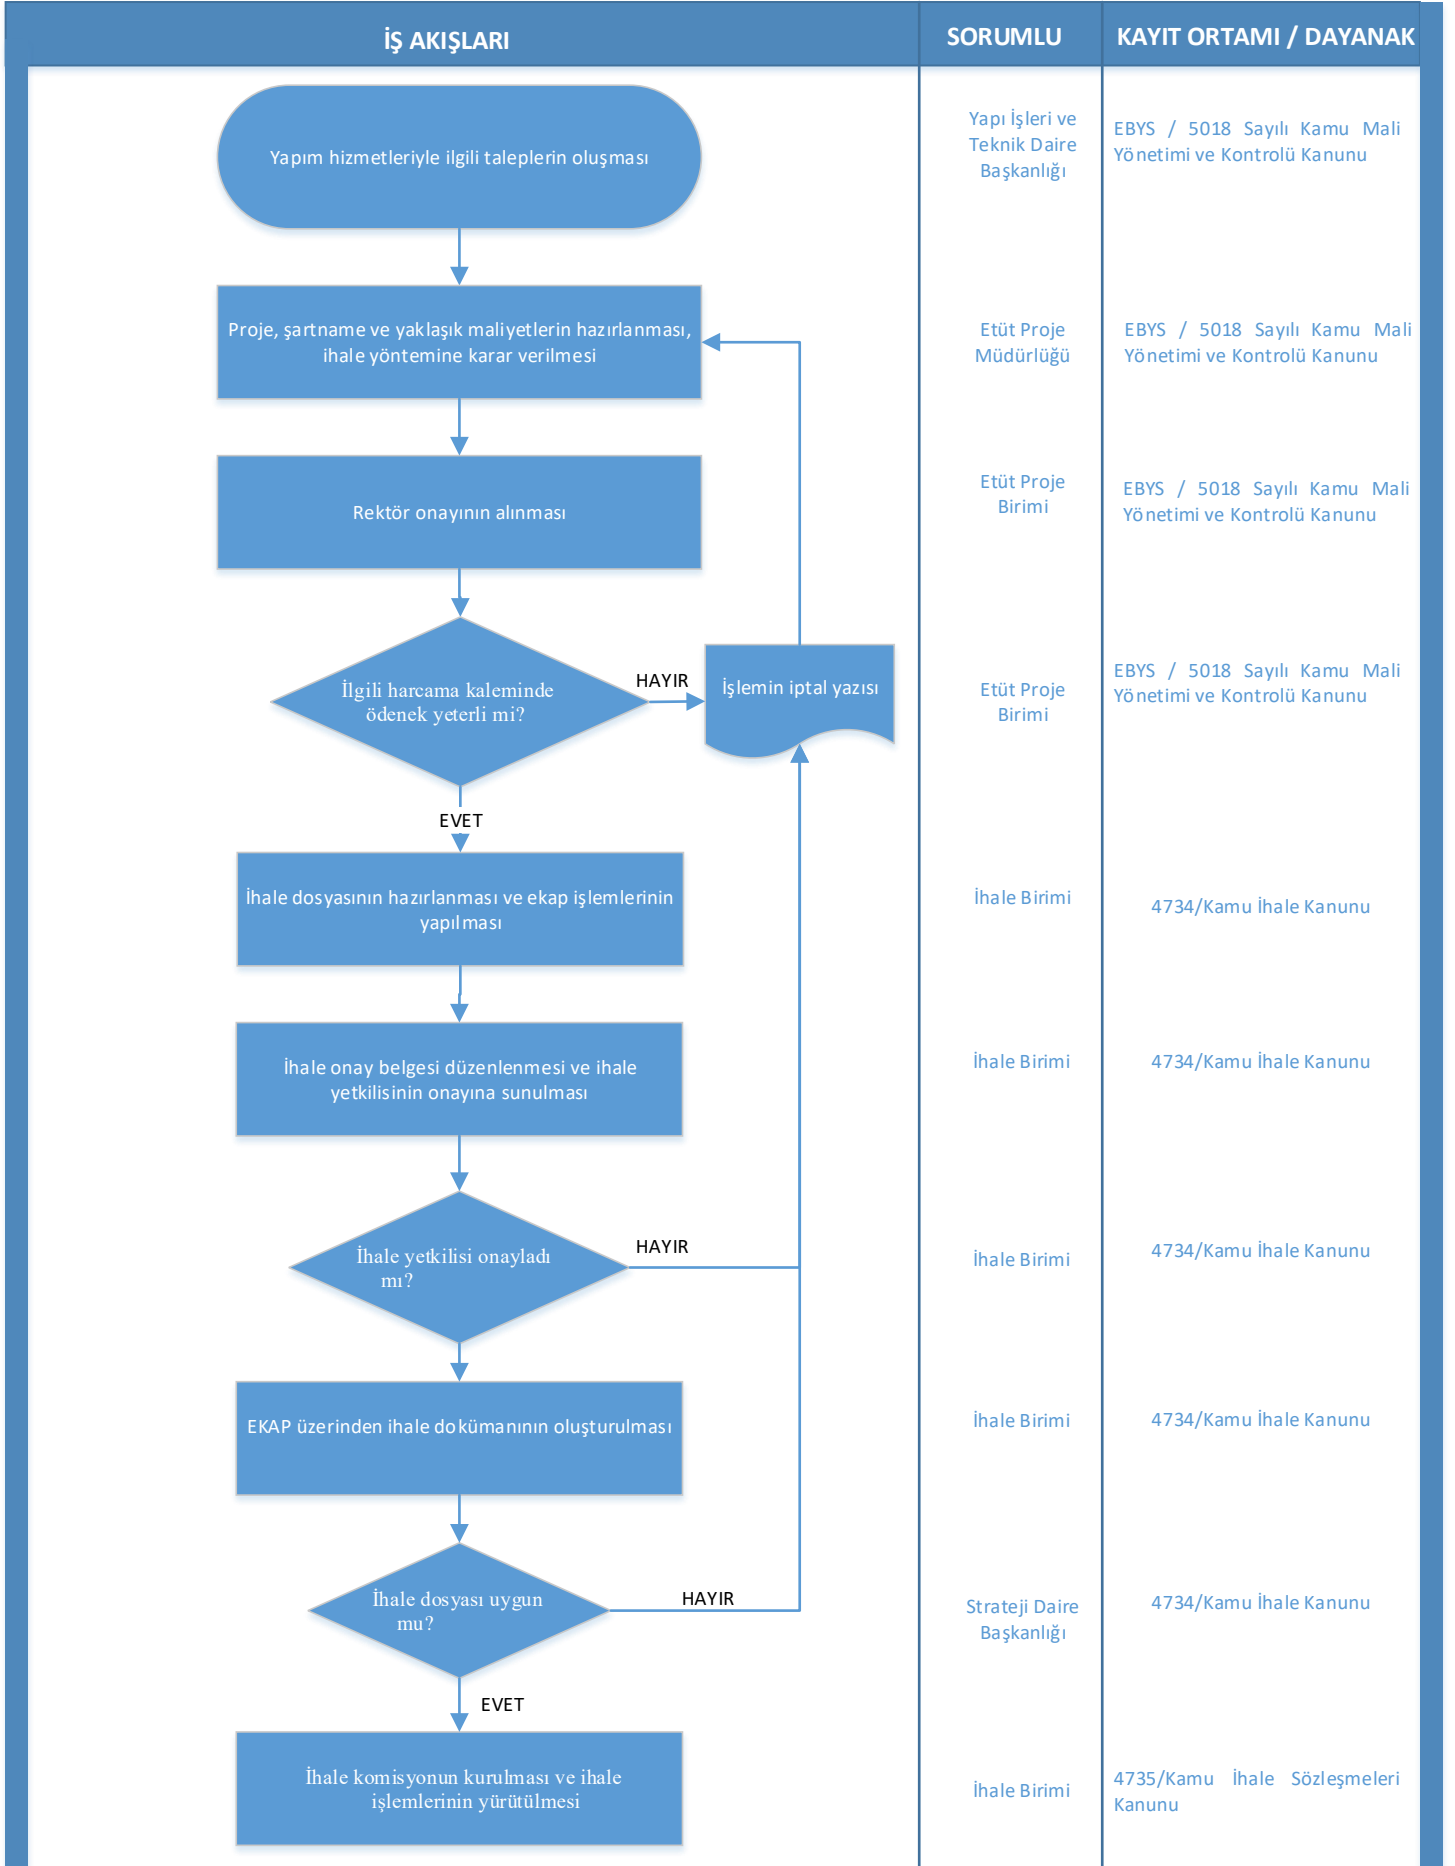 İŞ AKIŞLARI
SORUMLU
KAYIT ORTAMI / DAYANAK
Yapım hizmetleriyle ilgili taleplerin oluşması
Yapı İşleri ve
Teknik Daire
Başkanlığı
EBYS / 5018 Sayılı Kamu Mali
Yönetimi ve Kontrolü Kanunu
Proje, şartname ve yaklaşık maliyetlerin hazırlanması,
ihale yöntemine karar verilmesi
Etüt Proje
Müdürlüğü
EBYS / 5018 Sayılı Kamu Mali
Yönetimi ve Kontrolü Kanunu
Rektör onayının alınması
Etüt Proje
Birimi
EBYS / 5018 Sayılı Kamu Mali
Yönetimi ve Kontrolü Kanunu
İlgili harcama kaleminde
ödenek yeterli mi?
HAYIR
İşlemin iptal yazısı
Etüt Proje
Birimi
EBYS / 5018 Sayılı Kamu Mali
Yönetimi ve Kontrolü Kanunu
EVET
İhale dosyasının hazırlanması ve ekap işlemlerinin
yapılması
İhale Birimi
4734/Kamu İhale Kanunu
İhale onay belgesi düzenlenmesi ve ihale
yetkilisinin onayına sunulması
İhale Birimi
4734/Kamu İhale Kanunu
İhale yetkilisi onayladı
mı?
HAYIR
İhale Birimi
4734/Kamu İhale Kanunu
EKAP üzerinden ihale dokümanının oluşturulması
İhale Birimi
4734/Kamu İhale Kanunu
İhale dosyası uygun
mu?
HAYIR
Strateji Daire
Başkanlığı
4734/Kamu İhale Kanunu
EVET
İhale komisyonun kurulması ve ihale
işlemlerinin yürütülmesi
İhale Birimi
4735/Kamu İhale Sözleşmeleri
Kanunu